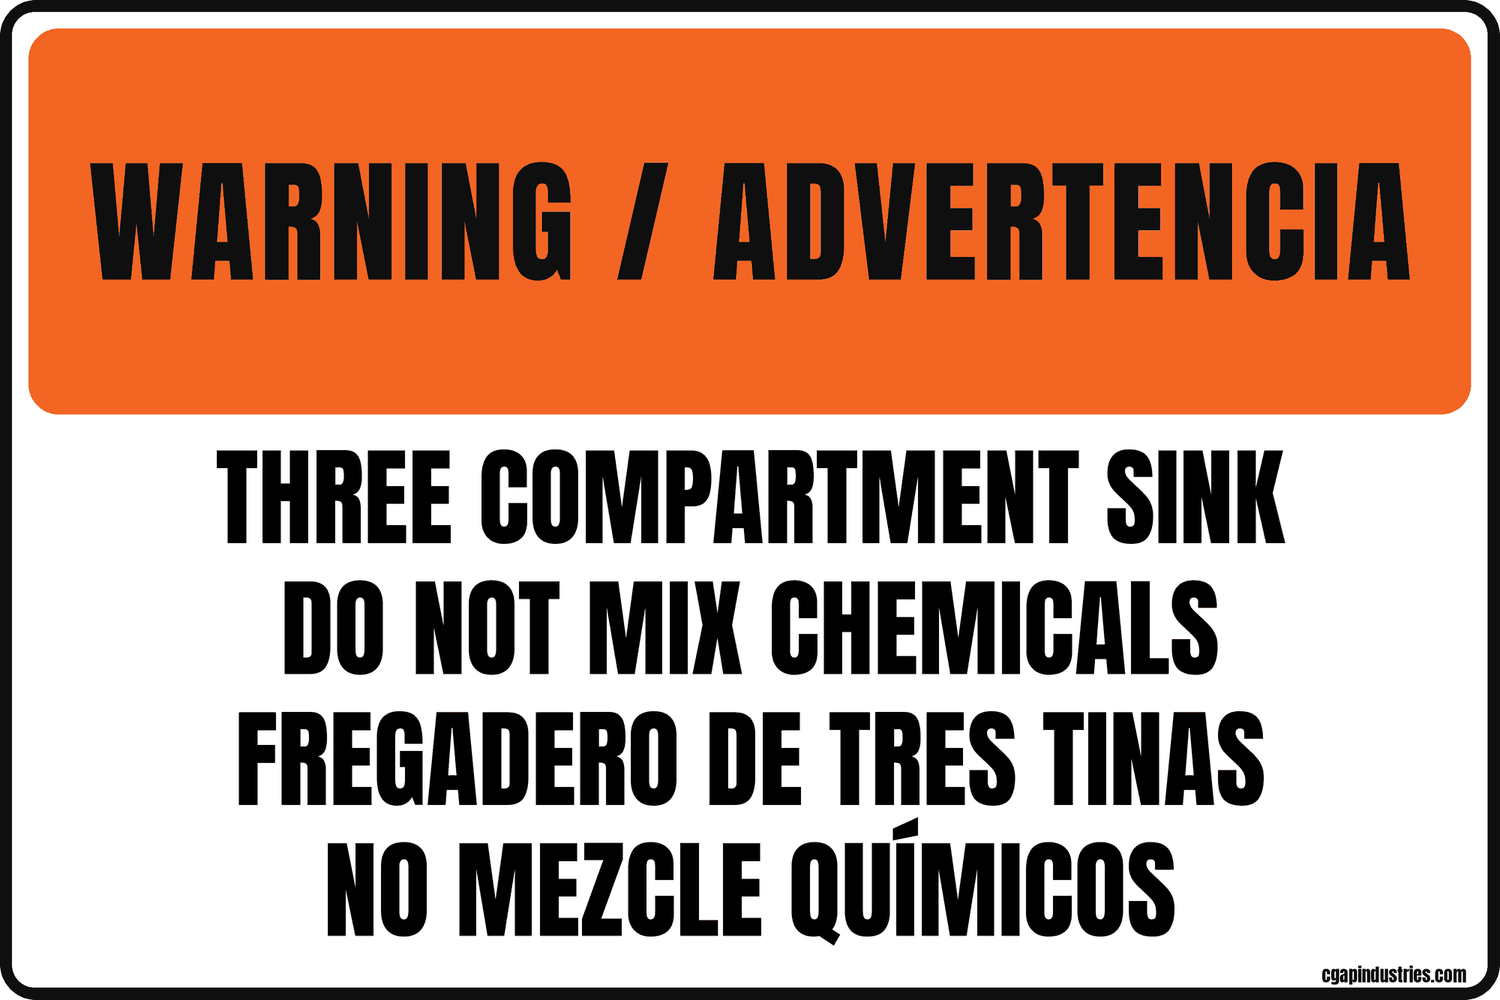 WARNING / ADVERTENCIA
THREE COMPARTMENT SINK
DO NOT MIX CHEMICALS
FREGADERO DE TRES TINAS
NO MEZCLE QUÍMICOS
cgapindustries.com